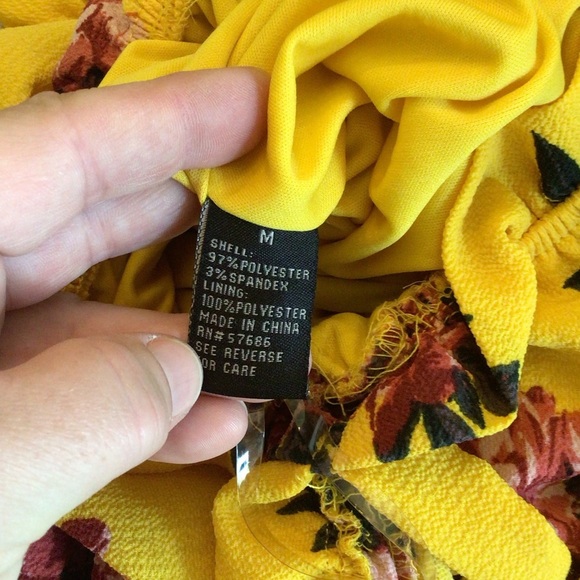 M
SHELL:
97%POLYESTER
3%SPANDEX
LINING:
100%POLYESTER
MADE IN CHINA
RN# 57686
SEE REVERSE
FOR CARE